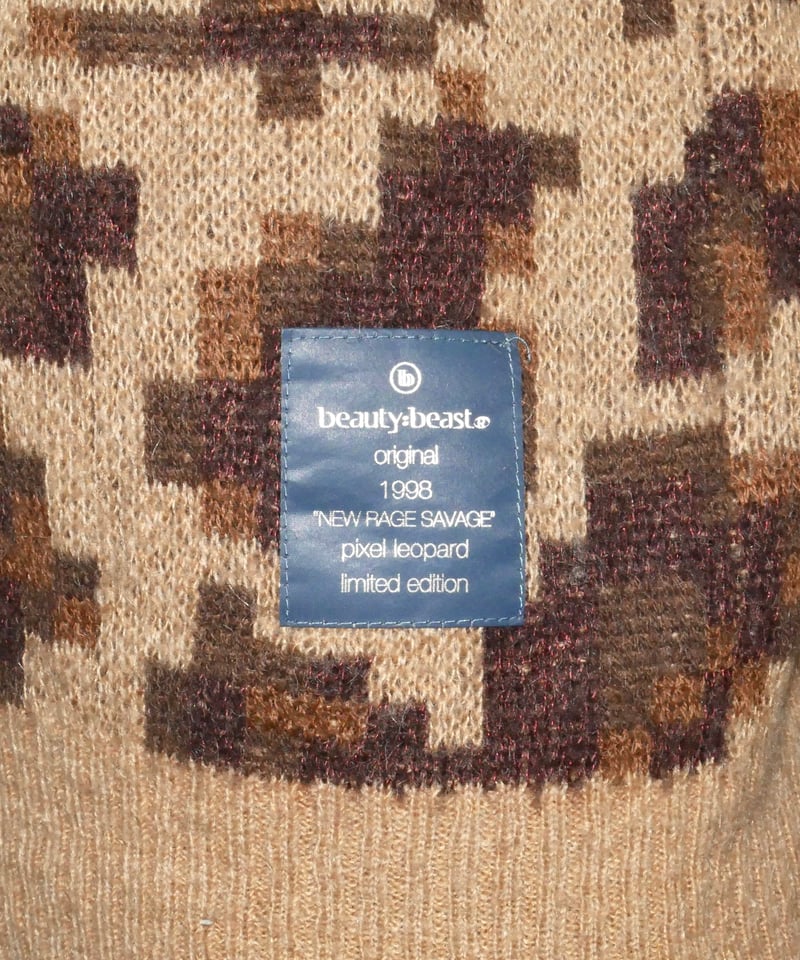 b
beauty:beast
original
1998
"NEW RAGE SAVAGE"
pixel leopard
limited edition